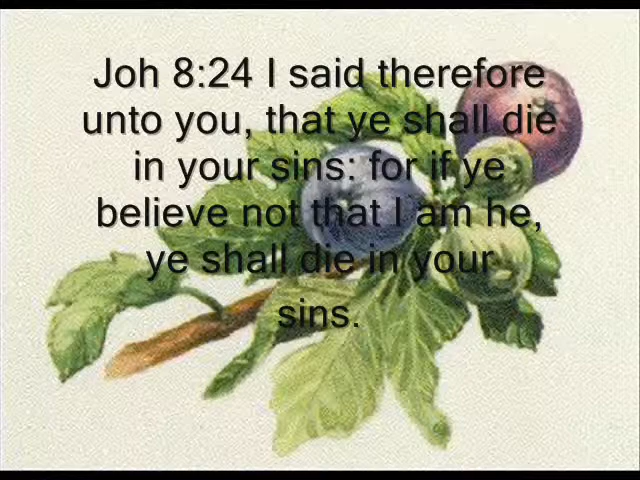 Joh 8:24 I said therefore
unto you, that ye shall die
in your sins: for if ye
believe not that I am he,
ye shall die in your
sins.